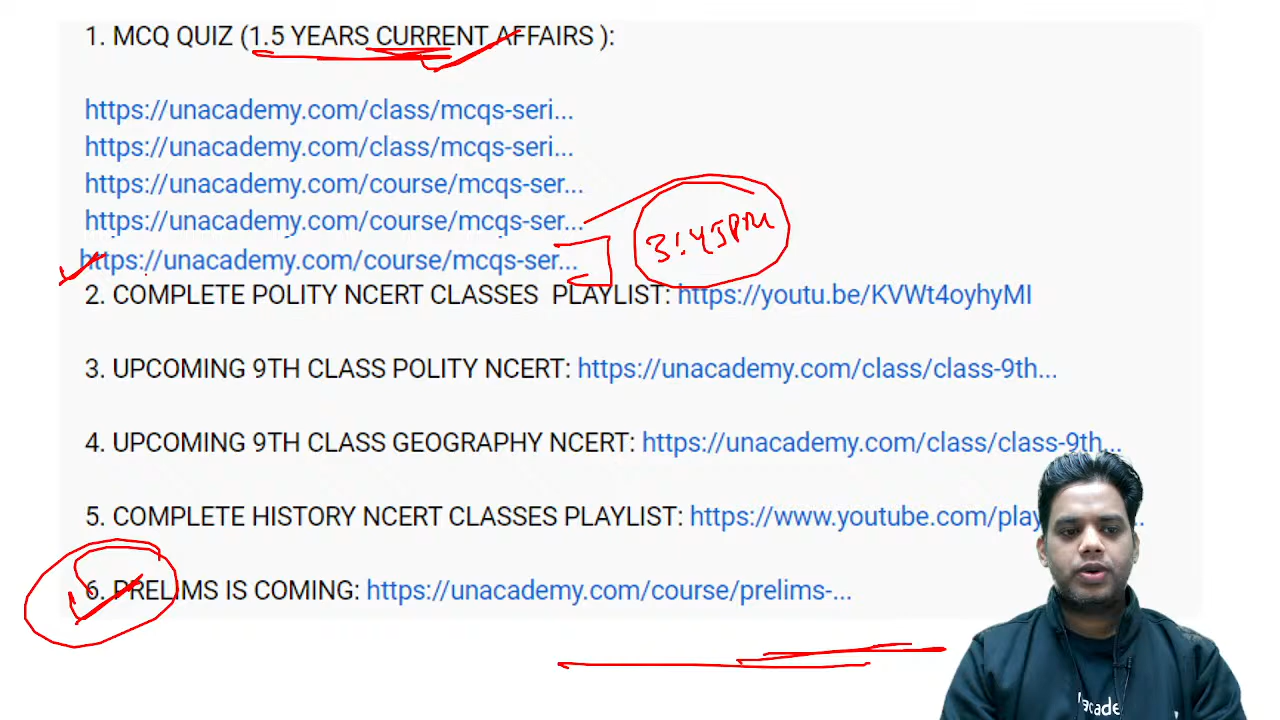 1. MCQ QUIZ (1.5 YEARS CURRENT AFFAIRS ):
https://unacademy.com/class/mcqs-seri...
https://unacademy.com/class/mcqs-seri...
https://unacademy.com/course/mcqs-ser...
https://unacademy.com/course/mcqs-ser...
3:45PM
https://unacademy.com/course/mcqs-ser...
2. COMPLETE POLITY NCERT CLASSES PLAYLIST: https://youtu.be/KVWt4oyhyMI
3. UPCOMING 9TH CLASS POLITY NCERT: https://unacademy.com/class/class-9th...
4. UPCOMING 9TH CLASS GEOGRAPHY NCERT: https://unacademy.com/class/class-9th...
5. COMPLETE HISTORY NCERT CLASSES PLAYLIST: https://www.youtube.com/play
6. PRELIMS IS COMING: https://unacademy.com/course/prelims-...